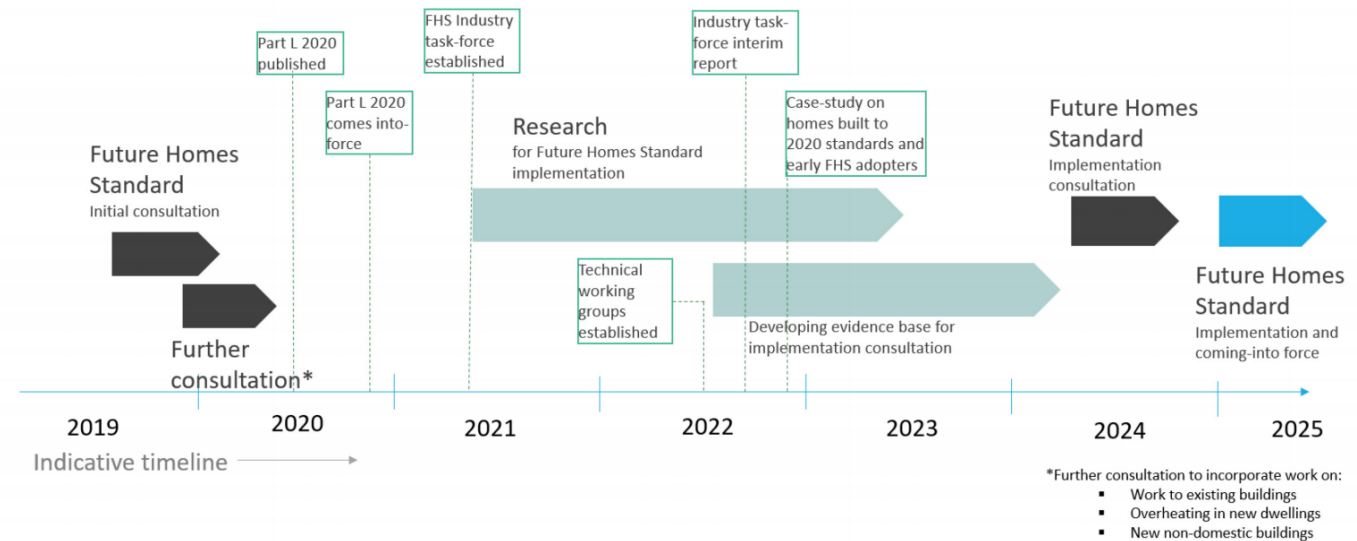 Part L 2020
published
FHS Industry
task-force
established
Industry task-
force interim
report
Part L 2020
comes into-
force
Case-study on
homes built to
2020 standards and
early FHS adopters
Research
for Future Homes Standard
implementation
Future Homes
Standard
Implementation
consultation
Future Homes
Standard
Initial consultation
Technical
working
groups
established
Future Homes
Standard
Implementation and
coming-into force
Developing evidence base for
implementation consultation
Further
consultation*
2019
2020
2021
2022
2023
2024
2025
Indicative timeline
*Further consultation to incorporate work on:
▪ Work to existing buildings
▪ Overheating in new dwellings
▪ New non-domestic buildings